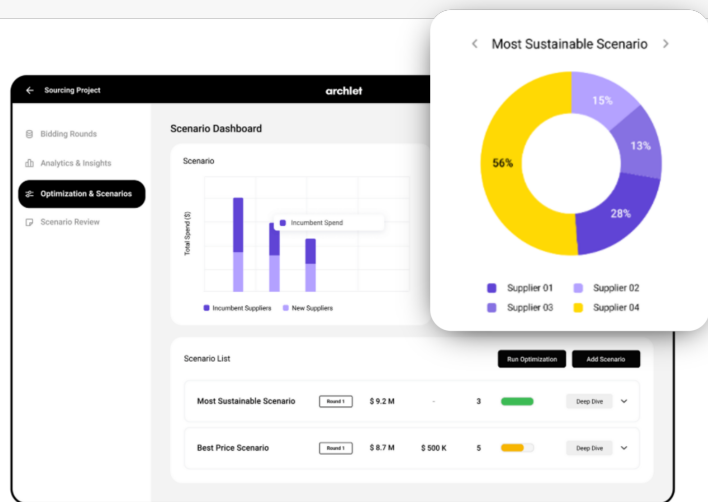 Most Sustainable Scenario
15%
13%
56%
28%
Supplier 01
Supplier 02
Supplier 03
Supplier 04
Sourcing Project
archlet
Bidding Rounds
Analytics & Insights
Optimization & Scenarios
Scenario Review
Scenario Dashboard
Scenario
Total Spend ($)
Incumbent Spend
Incumbent Suppliers New Suppliers
Scenario List
Run Optimization
Add Scenario
Most Sustainable Scenario Round 1 $ 9.2 M - 3 Deep Dive
Best Price Scenario Round 1 $ 8.7 M $ 500 K 5 Deep Dive